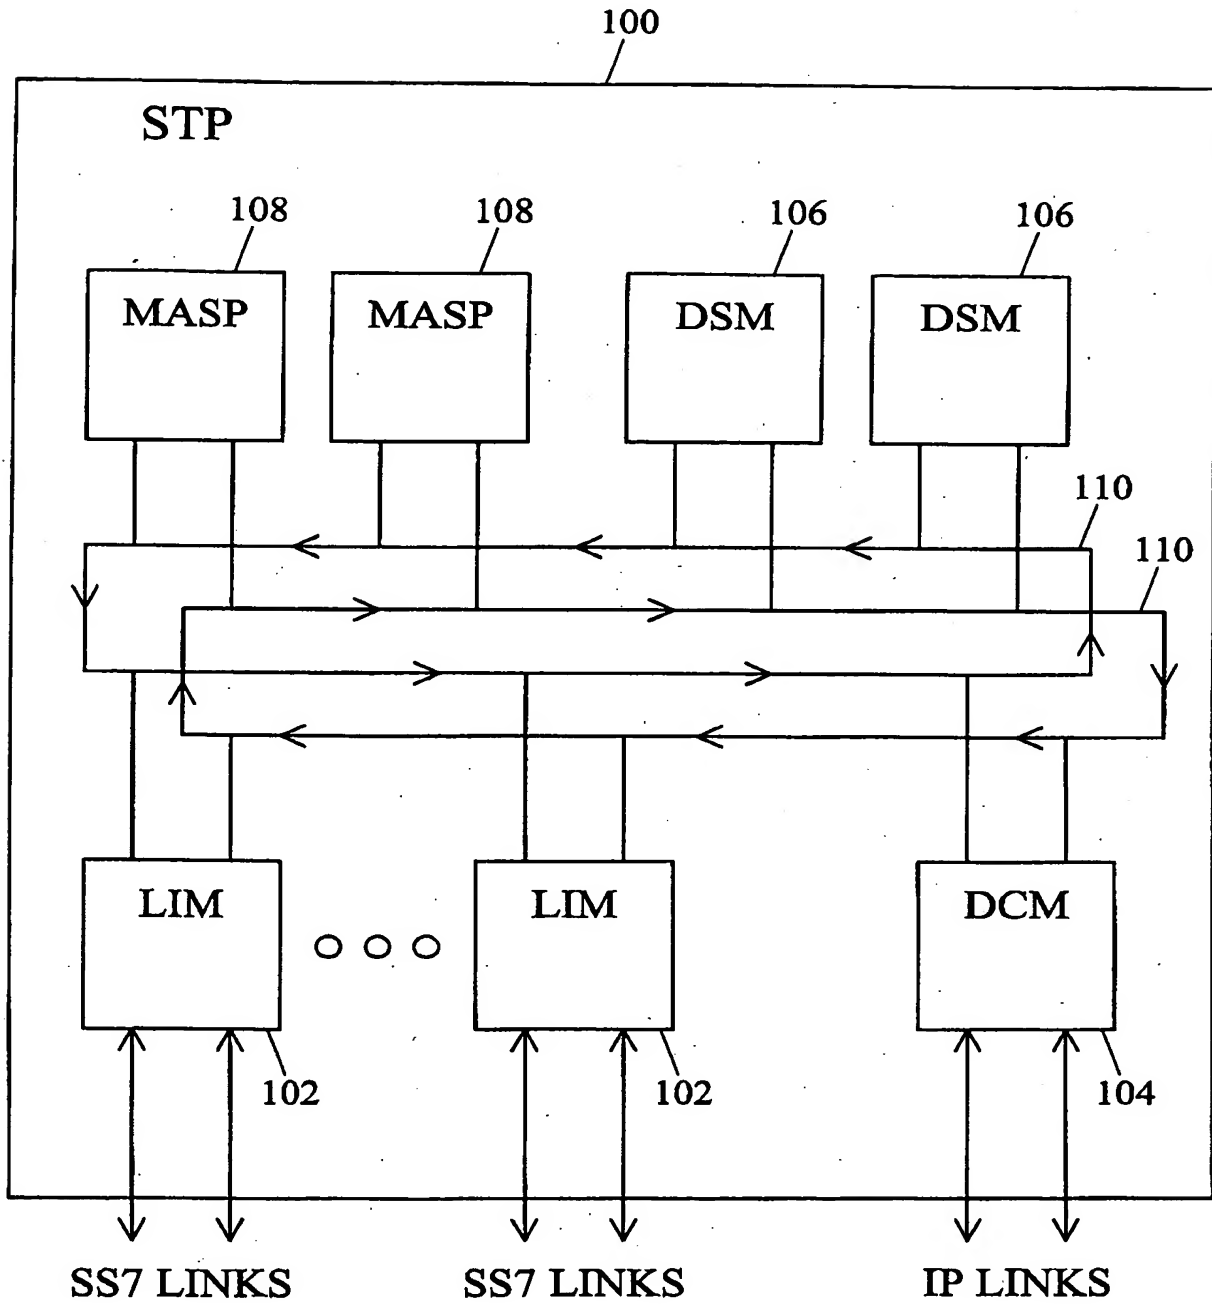 100
STP
108 108 106 106
MASP MASP DSM DSM
110
110
LIM LIM DCM
102 102 104
SS7 LINKS SS7 LINKS IP LINKS